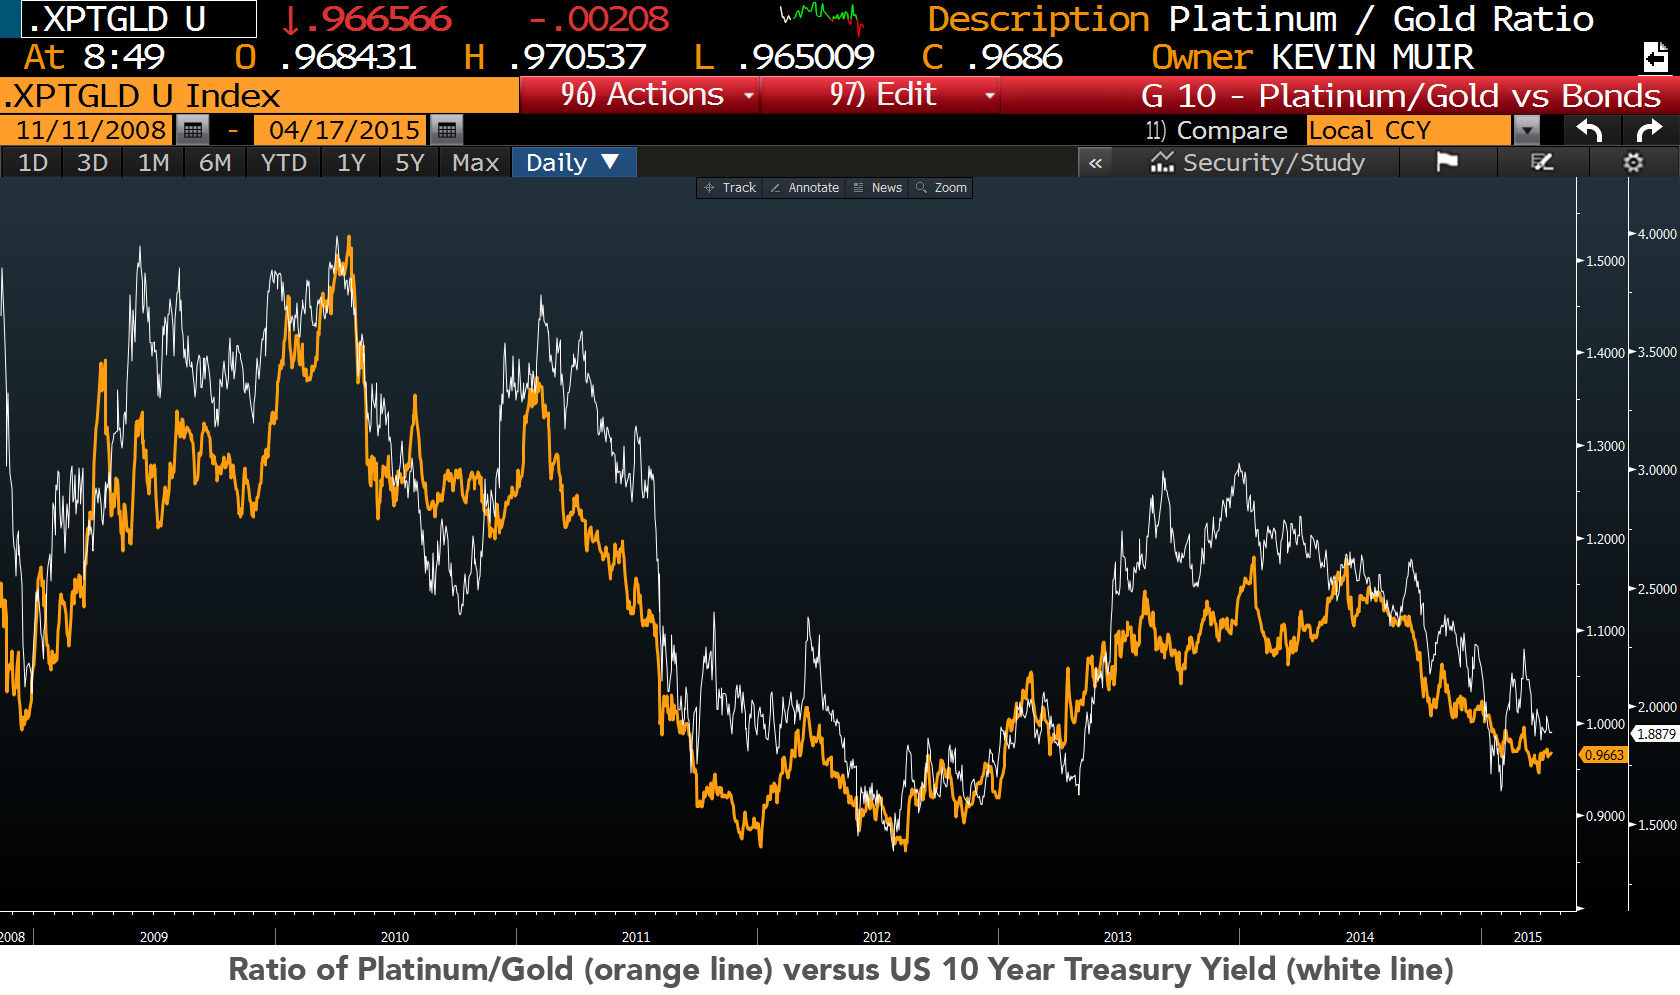 .XPTGLD U ↓.966566 -.00208 Description Platinum / Gold Ratio
At 8:49 O .968431 H .970537 L .965009 C .9686 Owner KEVIN MUIR
.XPTGLD U Index 96) Actions 97) Edit G 10 - Platinum/Gold vs Bonds
11/11/2008 - 04/17/2015 11) Compare Local CCY
1D 3D 1M 6M YTD 1Y 5Y Max Daily ▼ « Security/Study
Track Annotate News Zoom
4.0000
1.5000
1.4000 3.5000
1.3000
3.0000
1.2000
2.5000
1.1000
2.0000
1.0000
1.8879
0.9663
0.9000
1.5000
2008 2009 2010 2011 2012 2013 2014 2015
Ratio of Platinum/Gold (orange line) versus US 10 Year Treasury Yield (white line)